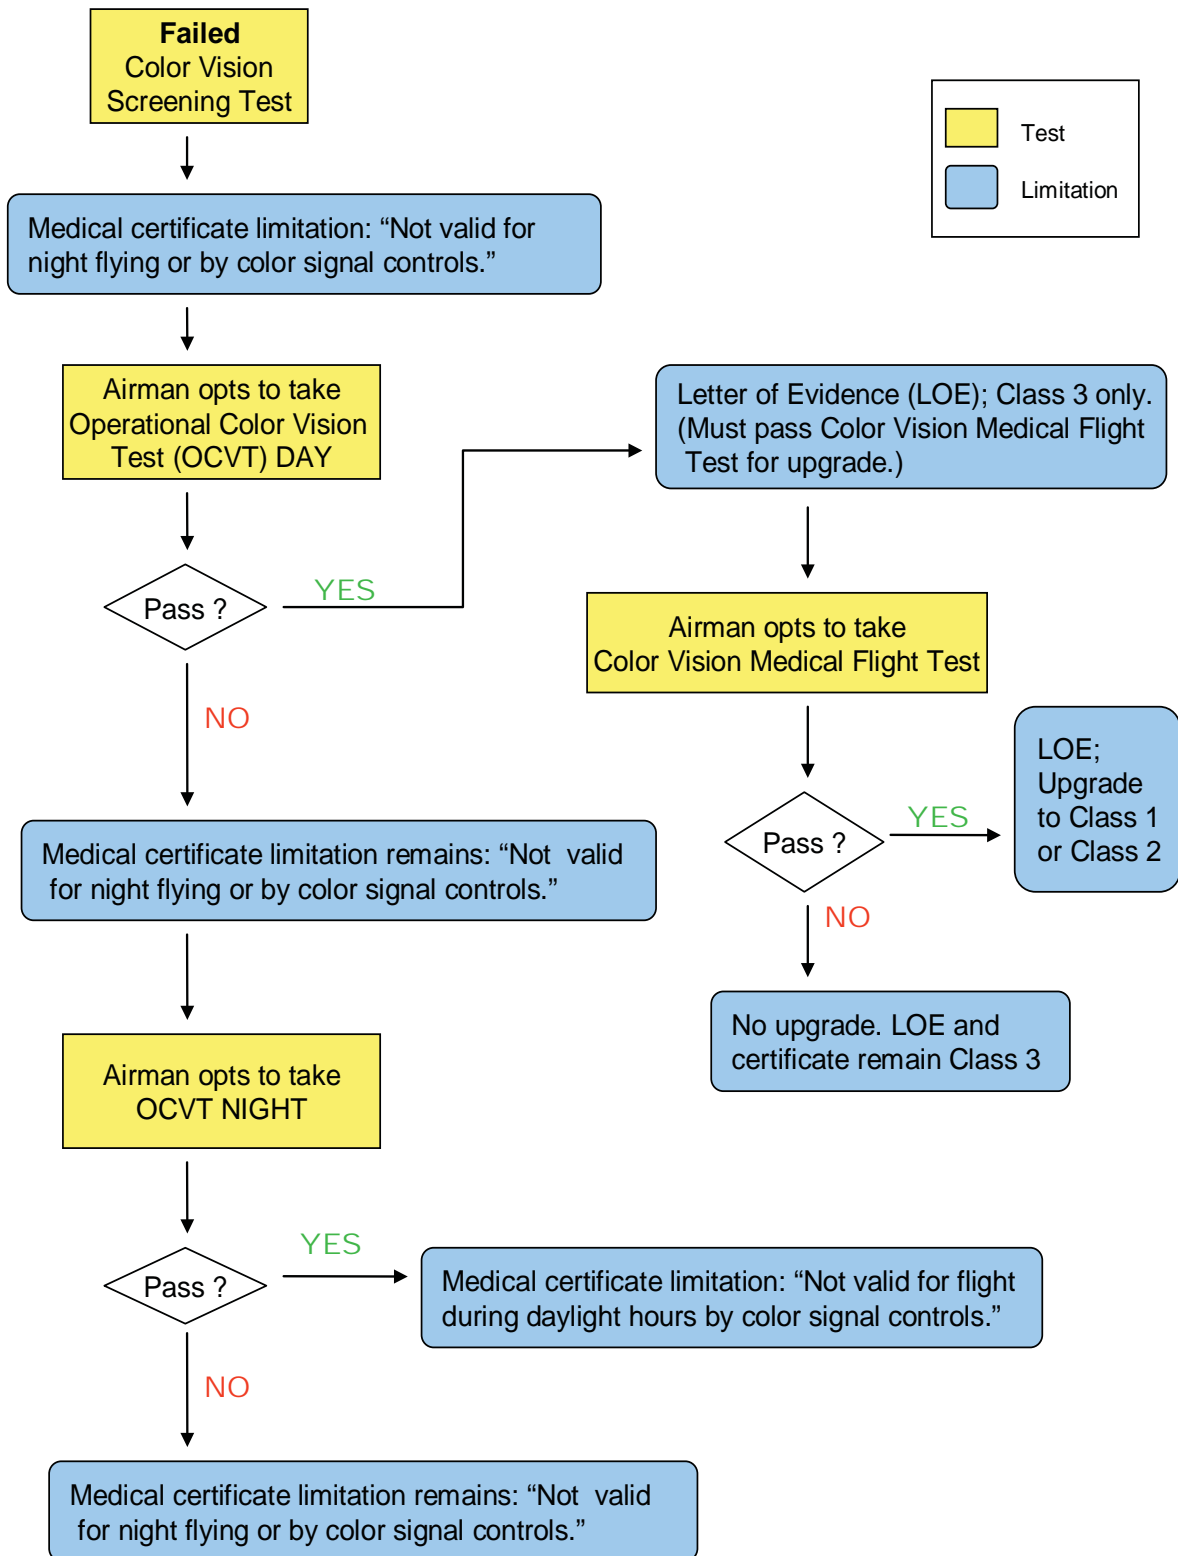 Failed
Color Vision
Screening Test
Test
Limitation
Medical certificate limitation: “Not valid for
night flying or by color signal controls.”
Airman opts to take
Operational Color Vision
Test (OCVT) DAY
Letter of Evidence (LOE); Class 3 only.
(Must pass Color Vision Medical Flight
Test for upgrade.)
Pass ?
YES
NO
Airman opts to take
Color Vision Medical Flight Test
Pass ?
YES
NO
LOE;
Upgrade
to Class 1
or Class 2
Medical certificate limitation remains: “Not valid
for night flying or by color signal controls.”
No upgrade. LOE and
certificate remain Class 3
Airman opts to take
OCVT NIGHT
Pass ?
YES
NO
Medical certificate limitation: “Not valid for flight
during daylight hours by color signal controls.”
Medical certificate limitation remains: “Not valid
for night flying or by color signal controls.”